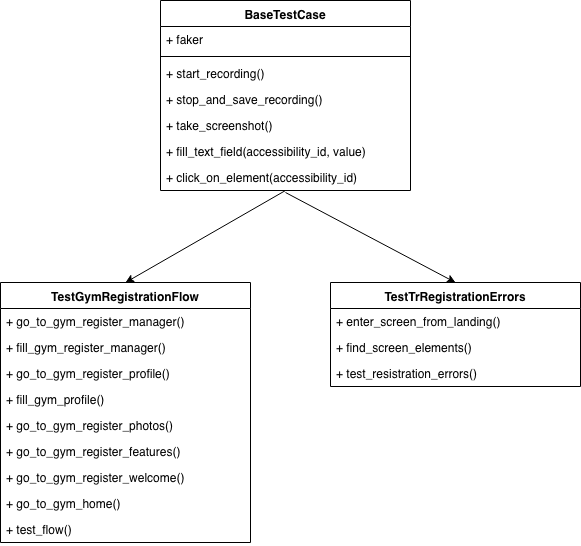 BaseTestCase
+ faker
+ start_recording()
+ stop_and_save_recording()
+ take_screenshot()
+ fill_text_field(accessibility_id, value)
+ click_on_element(accessibility_id)
TestGymRegistrationFlow
+ go_to_gym_register_manager()
+ fill_gym_register_manager()
+ go_to_gym_register_profile()
+ fill_gym_profile()
+ go_to_gym_register_photos()
+ go_to_gym_register_features()
+ go_to_gym_register_welcome()
+ go_to_gym_home()
+ test_flow()
TestTrRegistrationErrors
+ enter_screen_from_landing()
+ find_screen_elements()
+ test_resistration_errors()